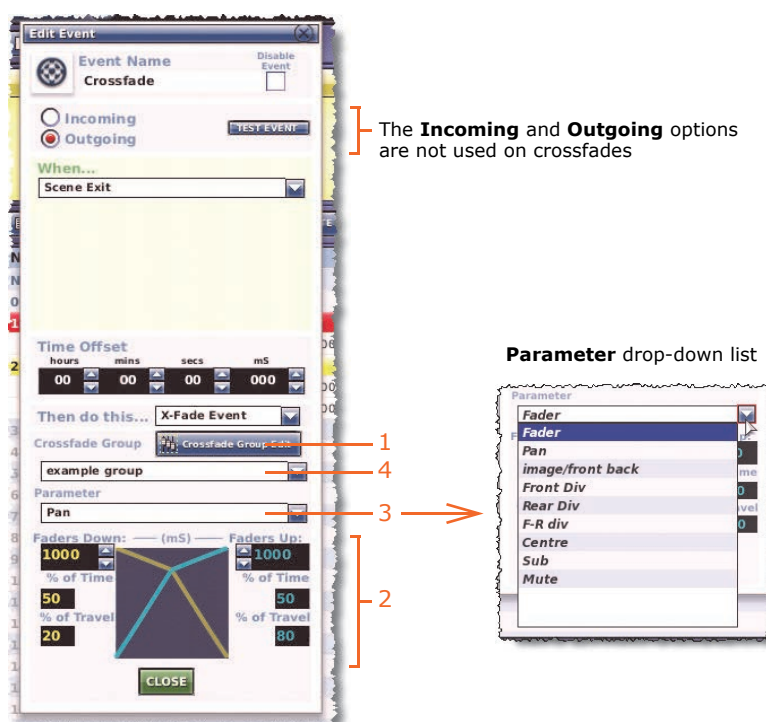 Edit Event
Event Name
Disable Event
Crossfade
Incoming
Outgoing
TEST EVENT
The Incoming and Outgoing options
are not used on crossfades
When...
Scene Exit
Time Offset
hours mins secs mS
00 00 00 000
Then do this... X-Fade Event
Crossfade Group Crossfade Group Edit
1
example group
4
Parameter
Pan
3
Faders Down: (mS) Faders Up:
1000 1000
% of Time % of Time
50 50
% of Travel % of Travel
20 80
2
CLOSE
Parameter drop-down list
Parameter
Fader
Fader
Pan
image/front back
Front Div
Rear Div
F-R div
Centre
Sub
Mute